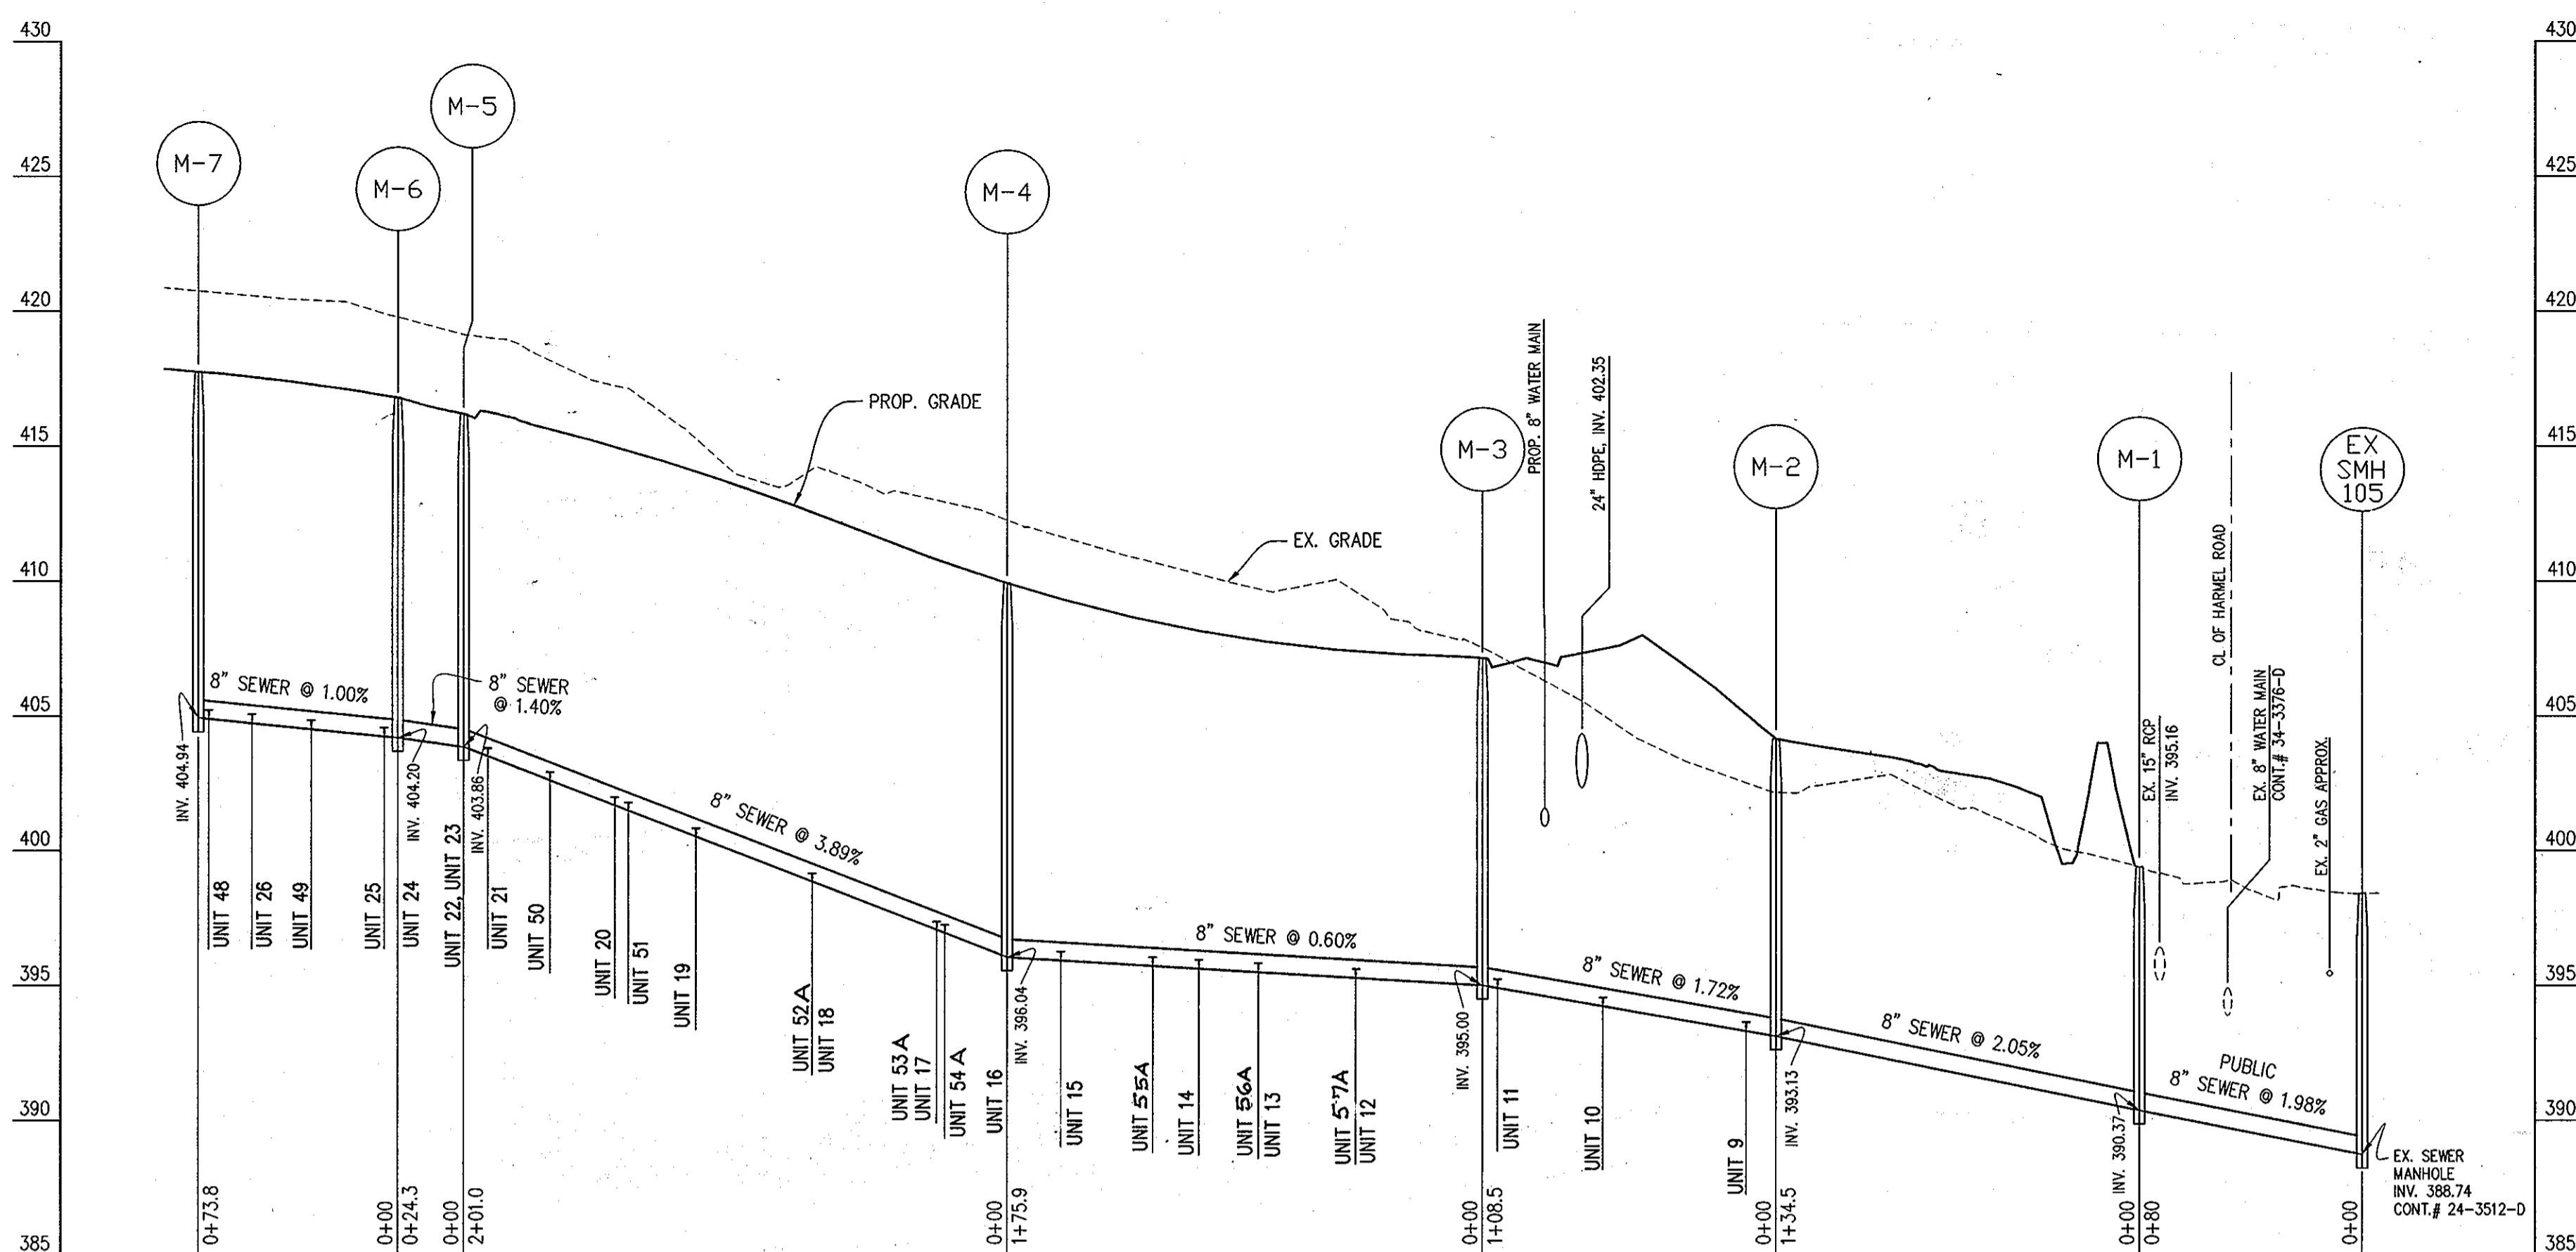 430
425
420
415
410
405
400
395
390
385
430
425
420
415
410
405
400
395
390
385
M-7
M-6
M-5
M-4
M-3
M-2
M-1
EX
SMH
105
PROP. GRADE
EX. GRADE
PROP. 8" WATER MAIN
24" HDPE, INV. 402.35
CL OF HARMEL ROAD
EX. 8" WATER MAIN
CONT.# 34-3376-D
EX. 2" GAS APPROX.
EX. 15" RCP
INV. 395.16
8" SEWER @ 1.00%
8" SEWER
@ 1.40%
8" SEWER @ 3.89%
8" SEWER @ 0.60%
8" SEWER @ 1.72%
8" SEWER @ 2.05%
PUBLIC
8" SEWER @ 1.98%
INV. 404.94
INV. 404.20
INV. 403.86
INV. 396.04
INV. 395.00
INV. 393.13
INV. 390.37
EX. SEWER
MANHOLE
INV. 388.74
CONT.# 24-3512-D
UNIT 48
UNIT 26
UNIT 49
UNIT 25
UNIT 24
UNIT 22, UNIT 23
UNIT 21
UNIT 50
UNIT 20
UNIT 51
UNIT 19
UNIT 52A
UNIT 18
UNIT 53A
UNIT 17
UNIT 54A
UNIT 16
UNIT 15
UNIT 55A
UNIT 14
UNIT 56A
UNIT 13
UNIT 57A
UNIT 12
UNIT 11
UNIT 10
UNIT 9
0+73.8
0+00
0+24.3
0+00
2+01.0
0+00
1+75.9
0+00
1+08.5
0+00
1+34.5
0+00
0+80
0+00